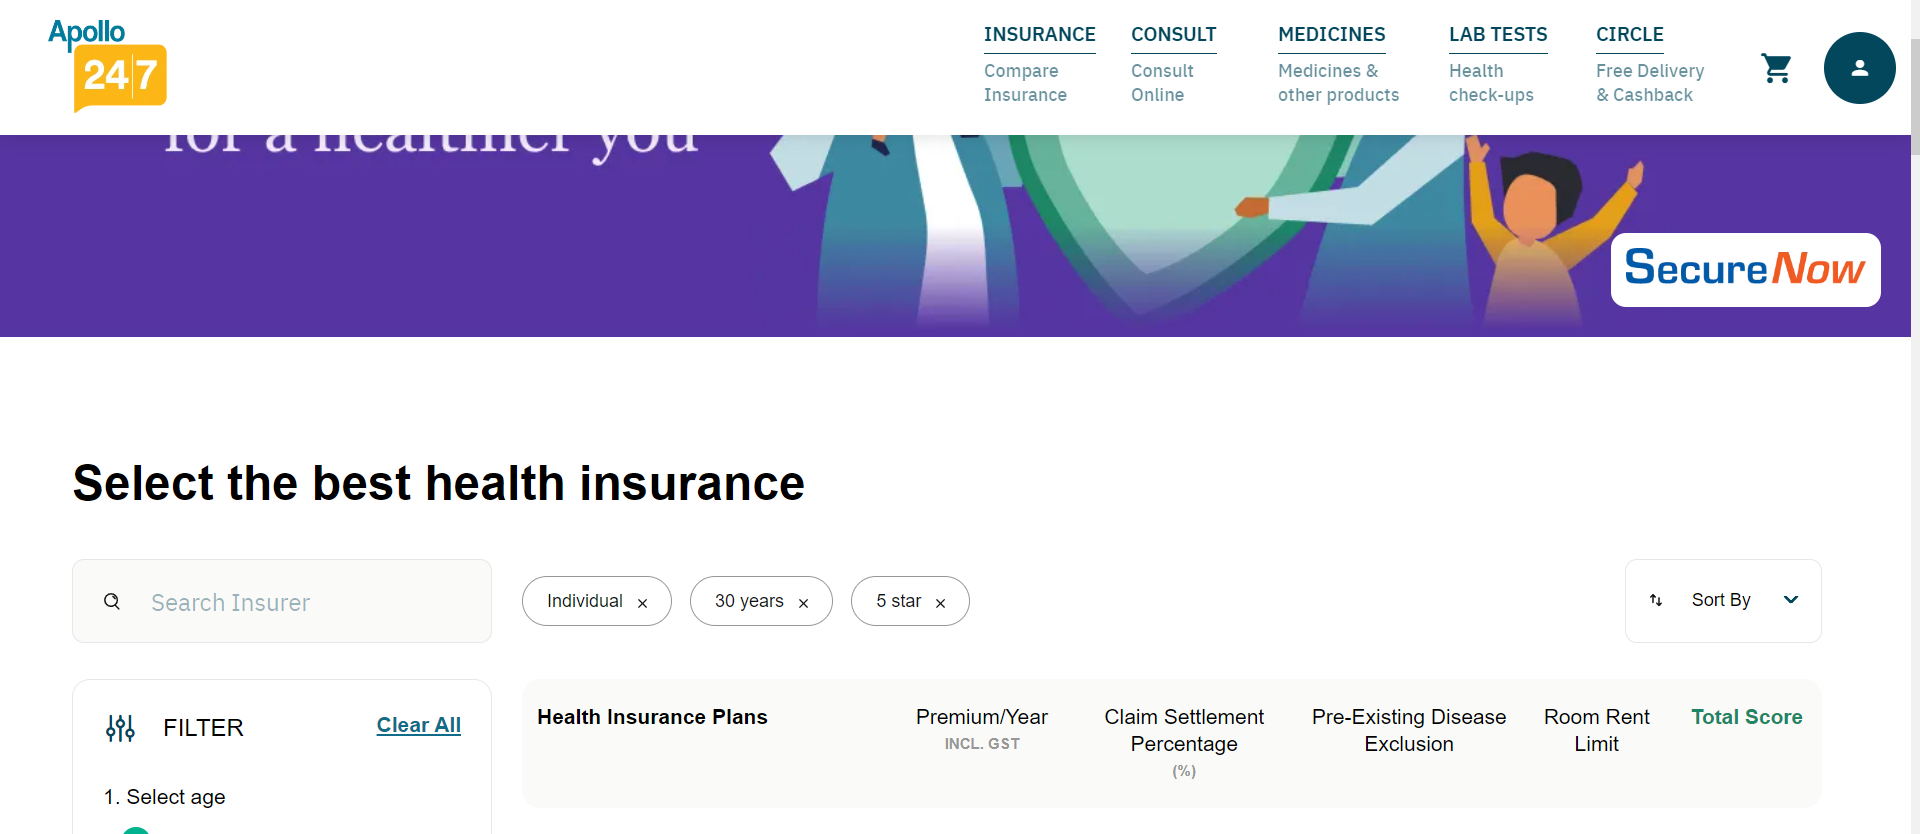 Apollo
24|7
INSURANCE
Compare
Insurance
CONSULT
Consult
Online
MEDICINES
Medicines &
other products
LAB TESTS
Health
check-ups
CIRCLE
Free Delivery
& Cashback
for a healthier you
SecureNow
Select the best health insurance
Search Insurer
Individual ×
30 years ×
5 star ×
Sort By
FILTER
Clear All
1. Select age
Health Insurance Plans
Premium/Year
INCL. GST
Claim Settlement
Percentage
(%)
Pre-Existing Disease
Exclusion
Room Rent
Limit
Total Score